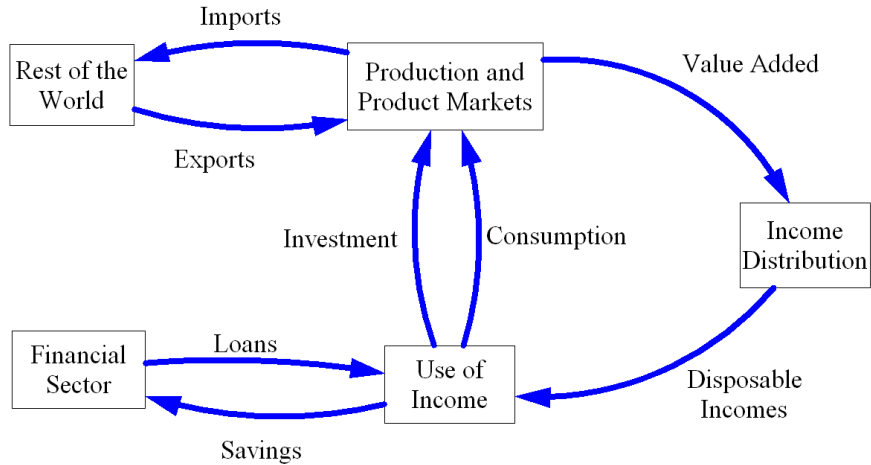 Imports
Rest of the
World
Production and
Product Markets
Value Added
Exports
Investment
Consumption
Income
Distribution
Financial
Sector
Loans
Use of
Income
Disposable
Incomes
Savings